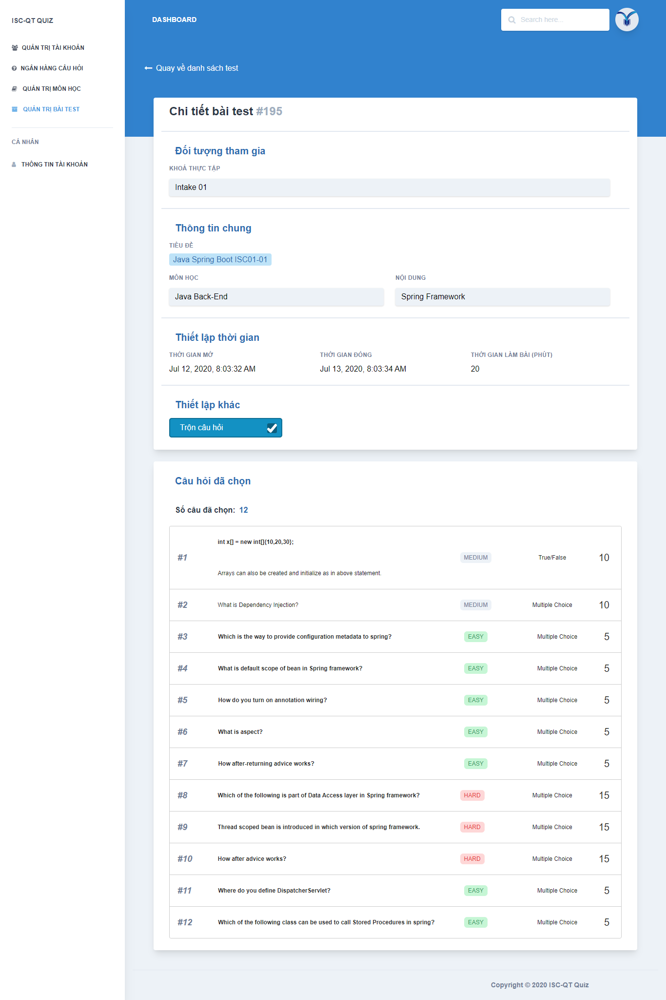 ISC-QT QUIZ
QUẢN TRỊ TÀI KHOẢN
NGÂN HÀNG CÂU HỎI
QUẢN TRỊ MÔN HỌC
QUẢN TRỊ BÀI TEST
CÁ NHÂN
THÔNG TIN TÀI KHOẢN
DASHBOARD
Search here...
Quay về danh sách test
Chi tiết bài test #195
Đối tượng tham gia
KHOÁ THỰC TẬP
Intake 01
Thông tin chung
TIÊU ĐỀ
Java Spring Boot ISC01-01
MÔN HỌC
NỘI DUNG
Java Back-End
Spring Framework
Thiết lập thời gian
THỜI GIAN MỞ
THỜI GIAN ĐÓNG
THỜI GIAN LÀM BÀI (PHÚT)
Jul 12, 2020, 8:03:32 AM
Jul 13, 2020, 8:03:34 AM
20
Thiết lập khác
Trộn câu hỏi
Câu hỏi đã chọn
Số câu đã chọn: 12
#1
int x[] = new int[]{10,20,30};
Arrays can also be created and initialize as in above statement.
MEDIUM
True/False
10
#2 What is Dependency Injection? MEDIUM Multiple Choice 10
#3 Which is the way to provide configuration metadata to spring? EASY Multiple Choice 5
#4 What is default scope of bean in Spring framework? EASY Multiple Choice 5
#5 How do you turn on annotation wiring? EASY Multiple Choice 5
#6 What is aspect? EASY Multiple Choice 5
#7 How after-returning advice works? EASY Multiple Choice 5
#8 Which of the following is part of Data Access layer in Spring framework? HARD Multiple Choice 15
#9 Thread scoped bean is introduced in which version of spring framework. HARD Multiple Choice 15
#10 How after advice works? HARD Multiple Choice 15
#11 Where do you define DispatcherServlet? EASY Multiple Choice 5
#12 Which of the following class can be used to call Stored Procedures in spring? EASY Multiple Choice 5
Copyright © 2020 ISC-QT Quiz